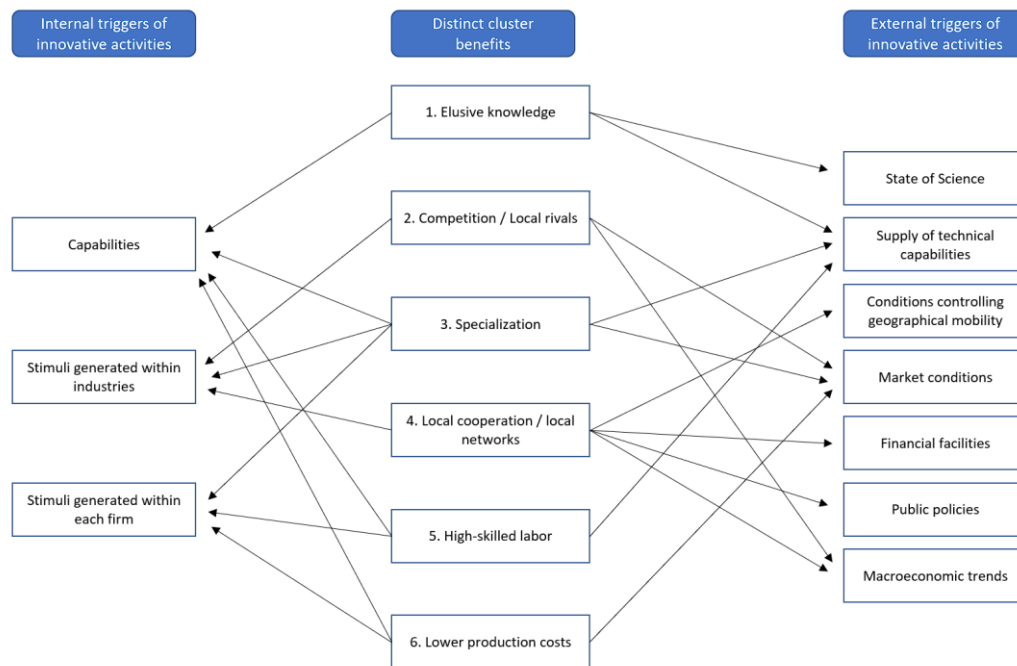 Internal triggers of
innovative activities
Distinct cluster
benefits
External triggers of
innovative activities
1. Elusive knowledge
State of Science
2. Competition / Local rivals
Capabilities
Supply of technical
capabilities
Conditions controlling
geographical mobility
3. Specialization
Stimuli generated within
industries
Market conditions
4. Local cooperation / local
networks
Financial facilities
Stimuli generated within
each firm
Public policies
5. High-skilled labor
Macroeconomic trends
6. Lower production costs